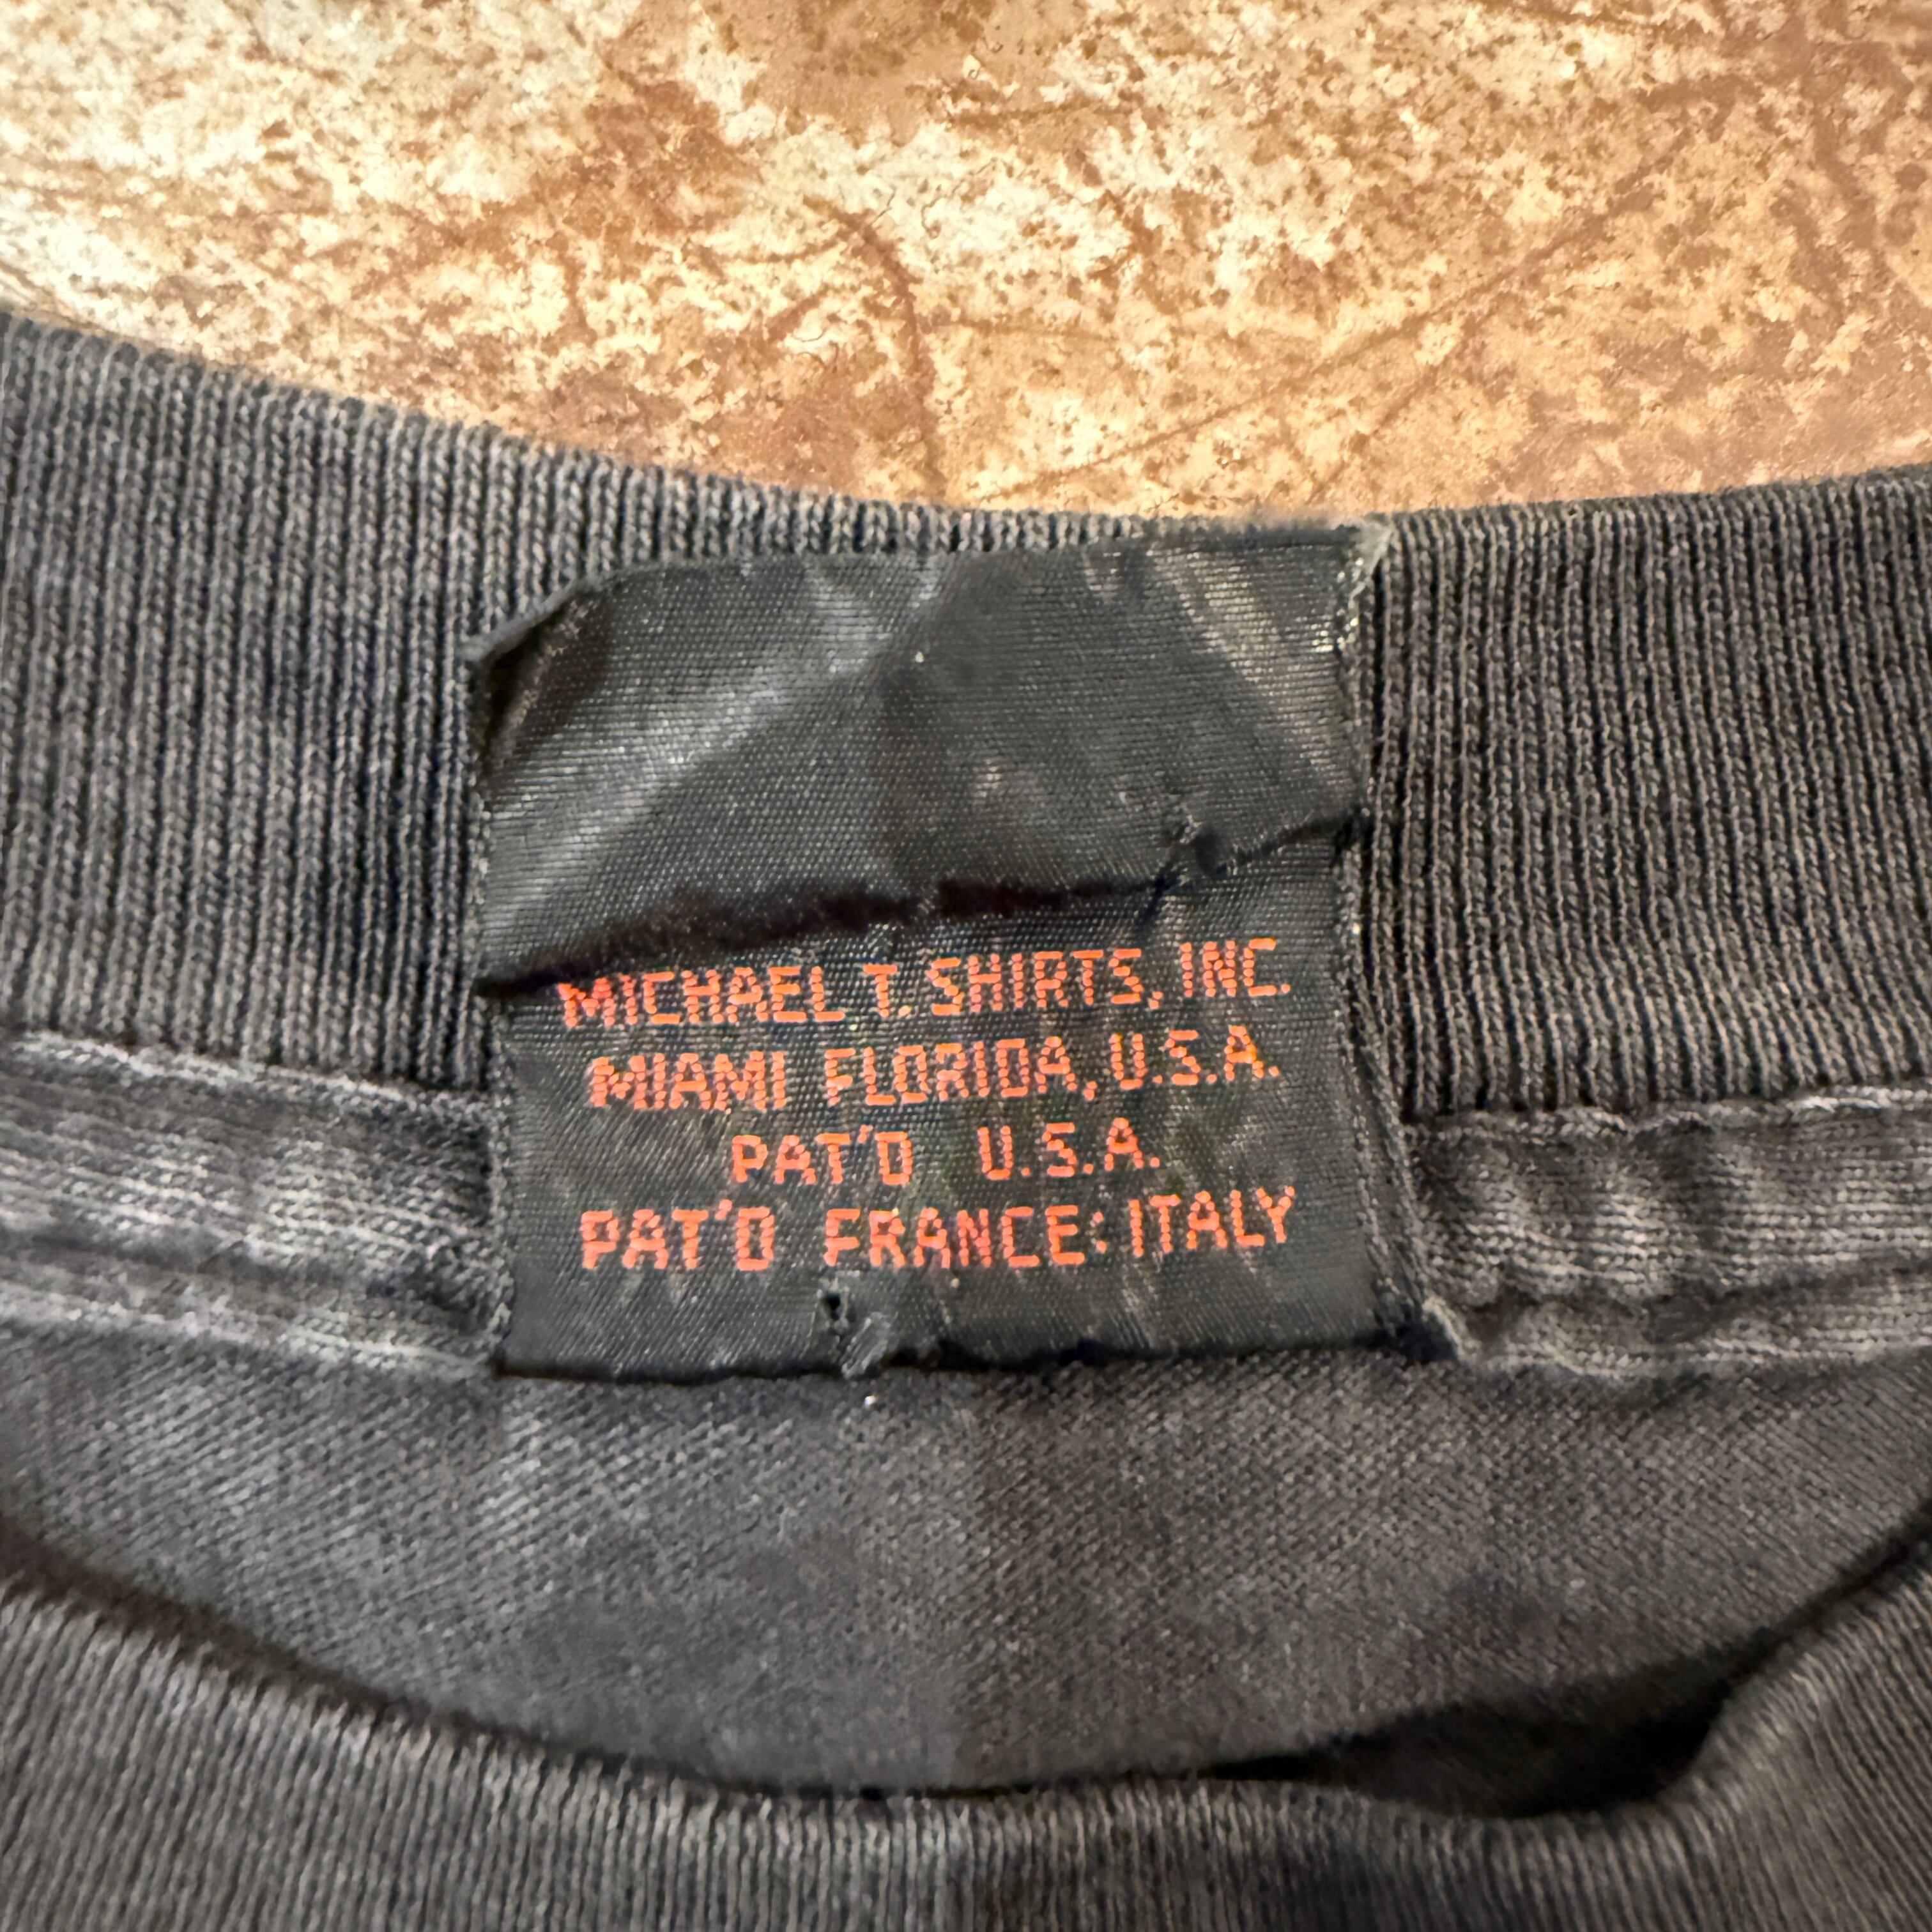 MICHAEL T. SHIRTS, INC.
MIAMI FLORIDA, U.S.A.
PAT'D U.S.A.
PAT'D FRANCE: ITALY